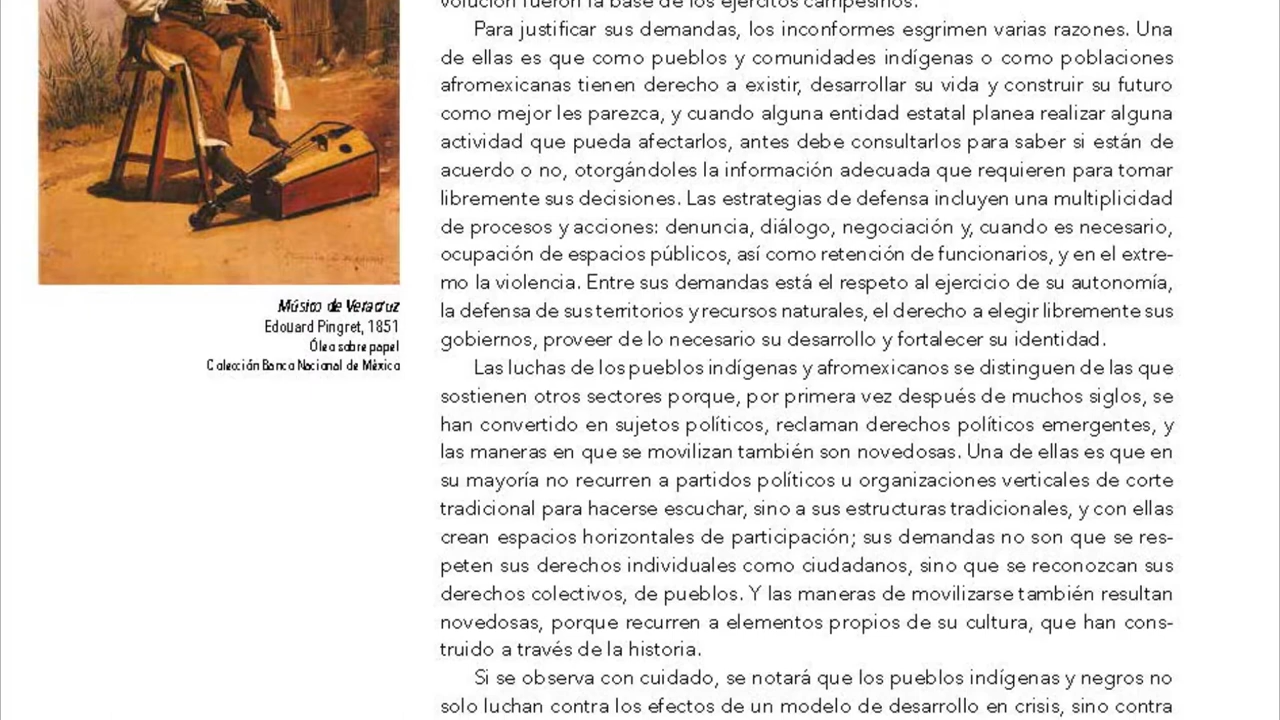 volución fueron la base de los ejércitos campesinos.
Para justificar sus demandas, los inconformes esgrimen varias razones. Una
de ellas es que como pueblos y comunidades indígenas o como poblaciones
afromexicanas tienen derecho a existir, desarrollar su vida y construir su futuro
como mejor les parezca, y cuando alguna entidad estatal planea realizar alguna
actividad que pueda afectarlos, antes debe consultarlos para saber si están de
acuerdo o no, otorgándoles la información adecuada que requieren para tomar
libremente sus decisiones. Las estrategias de defensa incluyen una multiplicidad
de procesos y acciones: denuncia, diálogo, negociación y, cuando es necesario,
ocupación de espacios públicos, así como retención de funcionarios, y en el extre-
mo la violencia. Entre sus demandas está el respeto al ejercicio de su autonomía,
la defensa de sus territorios y recursos naturales, el derecho a elegir libremente sus
gobiernos, proveer de lo necesario su desarrollo y fortalecer su identidad.
Las luchas de los pueblos indígenas y afromexicanos se distinguen de las que
sostienen otros sectores porque, por primera vez después de muchos siglos, se
han convertido en sujetos políticos, reclaman derechos políticos emergentes, y
las maneras en que se movilizan también son novedosas. Una de ellas es que en
su mayoría no recurren a partidos políticos u organizaciones verticales de corte
tradicional para hacerse escuchar, sino a sus estructuras tradicionales, y con ellas
crean espacios horizontales de participación; sus demandas no son que se res-
peten sus derechos individuales como ciudadanos, sino que se reconozcan sus
derechos colectivos, de pueblos. Y las maneras de movilizarse también resultan
novedosas, porque recurren a elementos propios de su cultura, que han cons-
truido a través de la historia.
Si se observa con cuidado, se notará que los pueblos indígenas y negros no
solo luchan contra los efectos de un modelo de desarrollo en crisis, sino contra
Músico de Veracruz
Edouard Pingret, 1851
Óleo sobre papel
Colección Banco Nacional de México